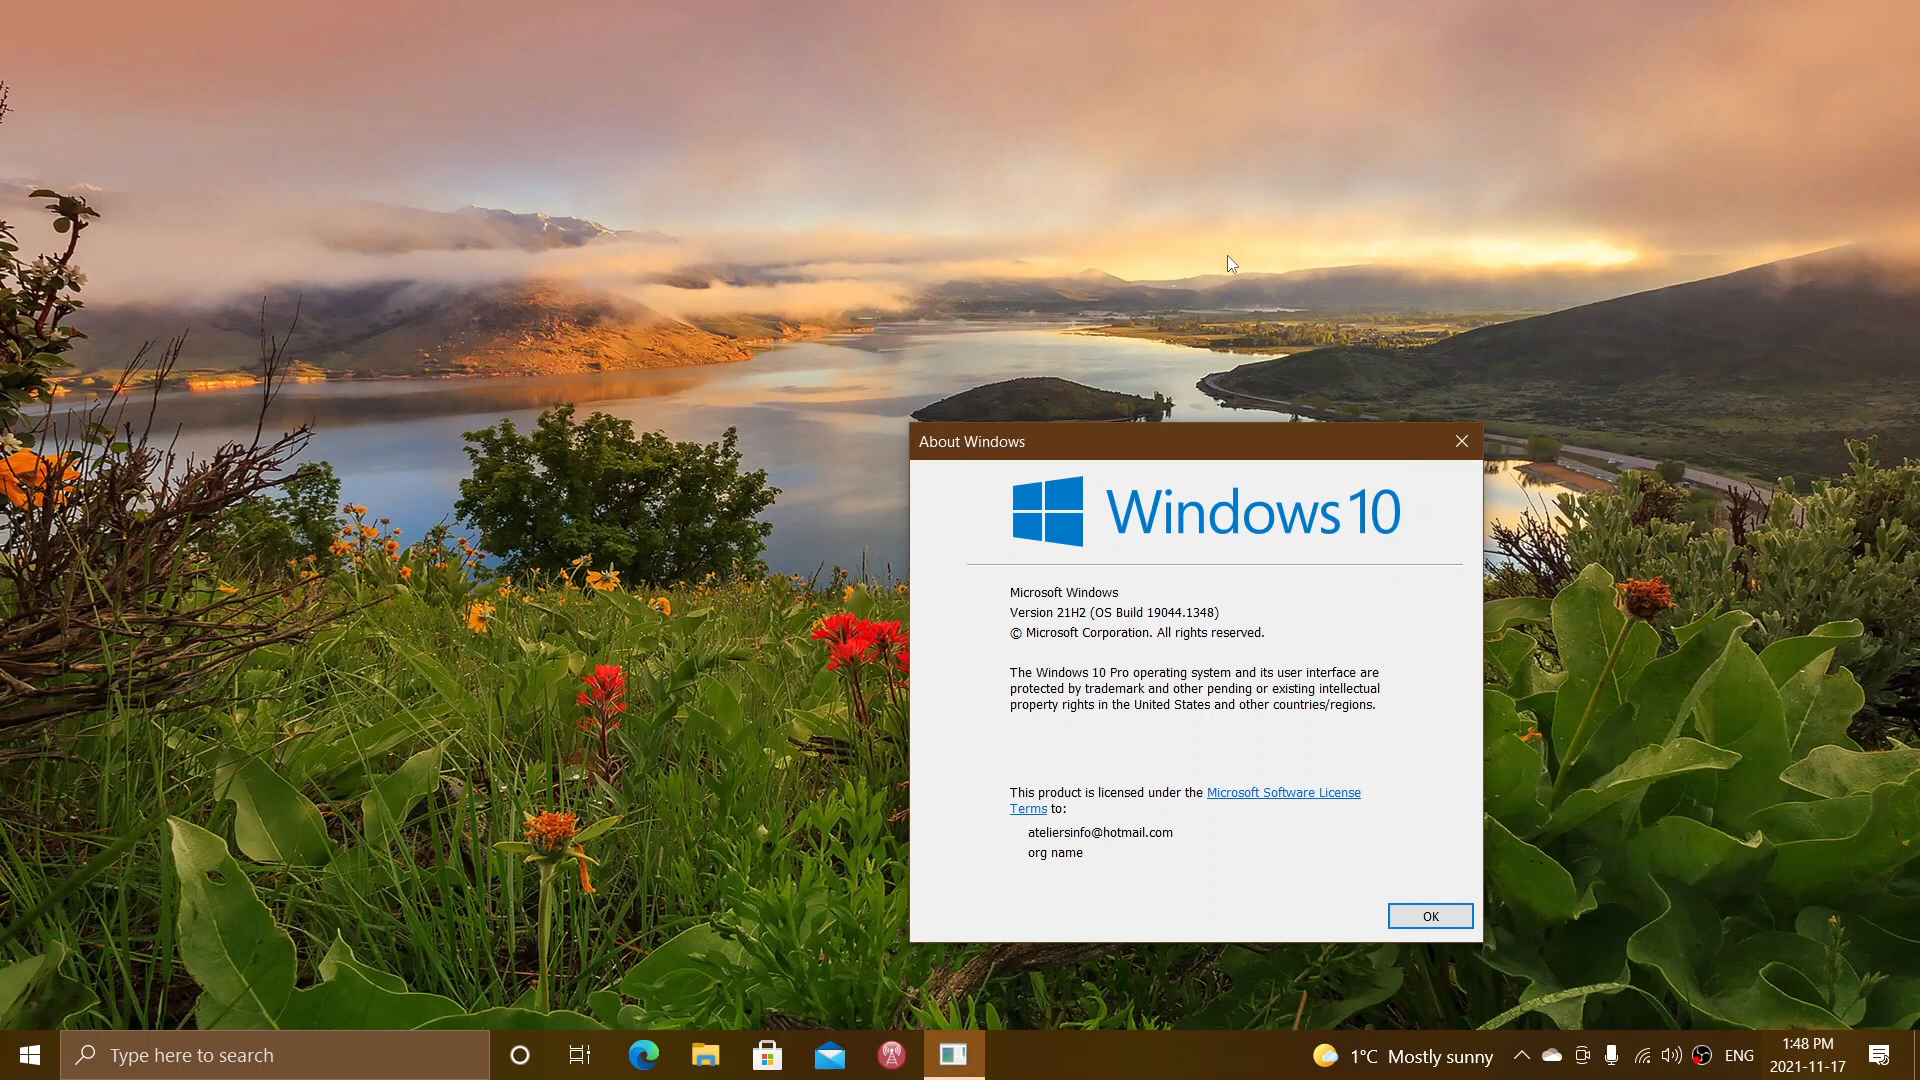 About Windows
Windows 10
Microsoft Windows
Version 21H2 (OS Build 19044.1348)
© Microsoft Corporation. All rights reserved.
The Windows 10 Pro operating system and its user interface are
protected by trademark and other pending or existing intellectual
property rights in the United States and other countries/regions.
This product is licensed under the Microsoft Software License
Terms to:
ateliersinfo@hotmail.com
org name
OK
Type here to search
1°C Mostly sunny
ENG
1:48 PM
2021-11-17